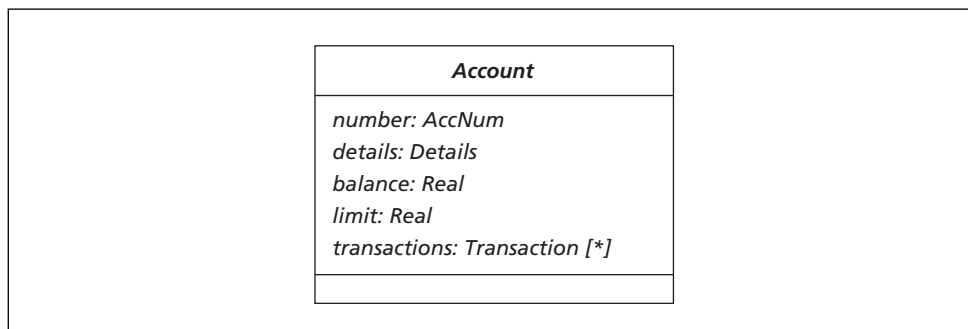 Account
number: AccNum
details: Details
balance: Real
limit: Real
transactions: Transaction [*]